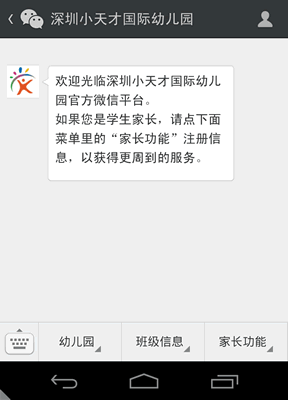 深圳小天才国际幼儿园
欢迎光临深圳小天才国际幼儿
园官方微信平台。
如果您是学生家长，请点下面
菜单里的“家长功能”注册信
息，以获得更周到的服务。
幼儿园
班级信息
家长功能